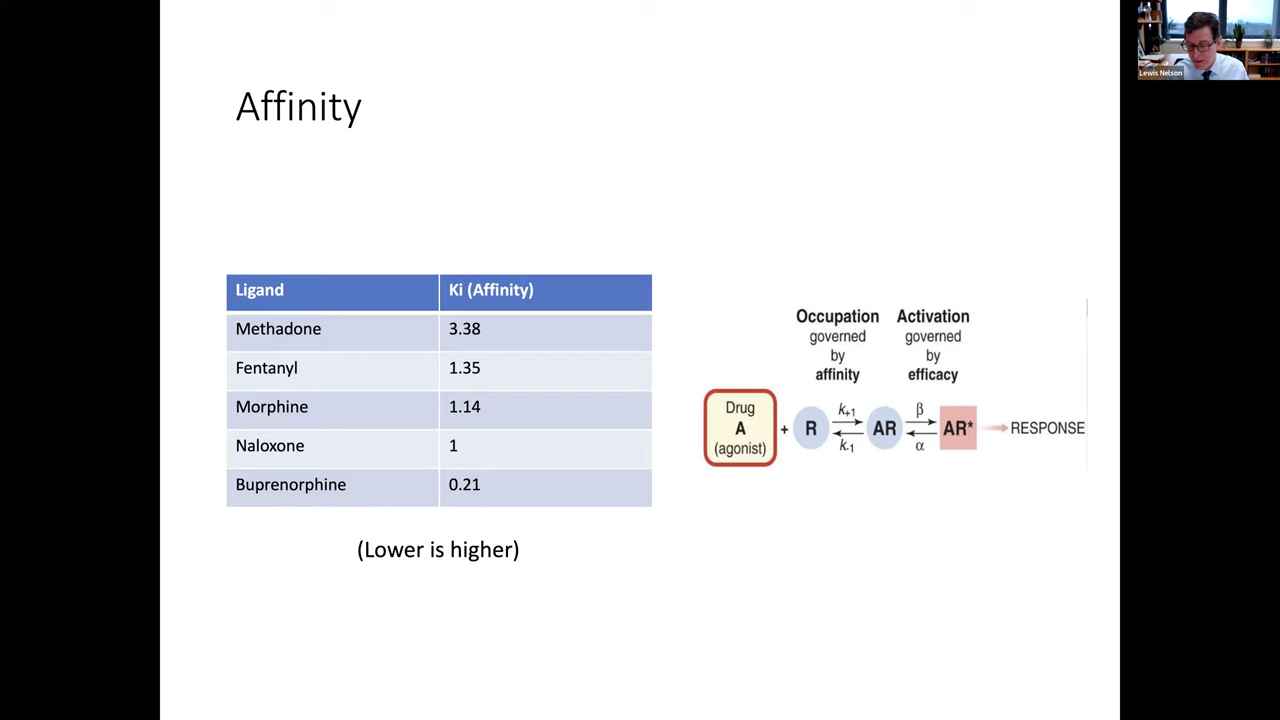 Lewis Nelson
Affinity
Ligand Ki (Affinity)
Methadone 3.38
Fentanyl 1.35
Morphine 1.14
Naloxone 1
Buprenorphine 0.21
(Lower is higher)
Occupation
governed
by
affinity
Activation
governed
by
efficacy
Drug
A
(agonist)
+ R k+1 k-1 AR β α AR* RESPONSE